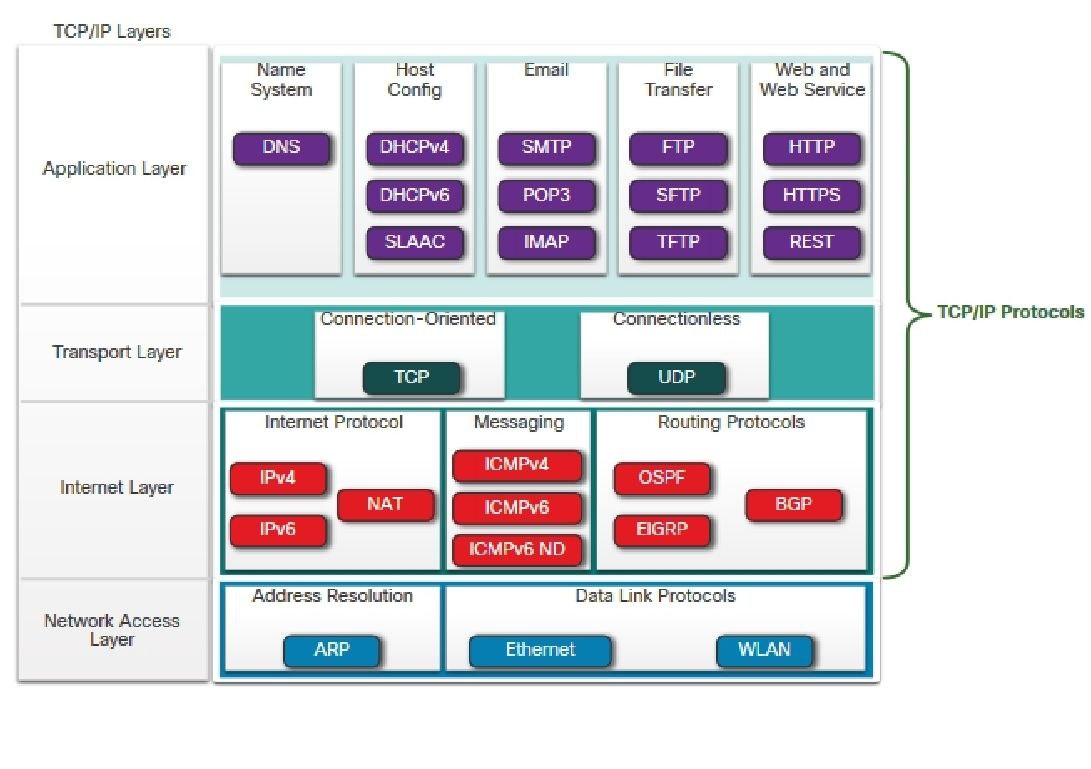 TCP/IP Layers
Application Layer
Name
System
DNS
Host
Config
DHCPv4
DHCPv6
SLAAC
Email
SMTP
POP3
IMAP
File
Transfer
FTP
SFTP
TFTP
Web and
Web Service
HTTP
HTTPS
REST
TCP/IP Protocols
Transport Layer
Connection-Oriented
TCP
Connectionless
UDP
Internet Layer
Internet Protocol
IPv4
NAT
IPv6
Messaging
ICMPv4
ICMPv6
ICMPv6 ND
Routing Protocols
OSPF
BGP
EIGRP
Network Access
Layer
Address Resolution
ARP
Data Link Protocols
Ethernet
WLAN